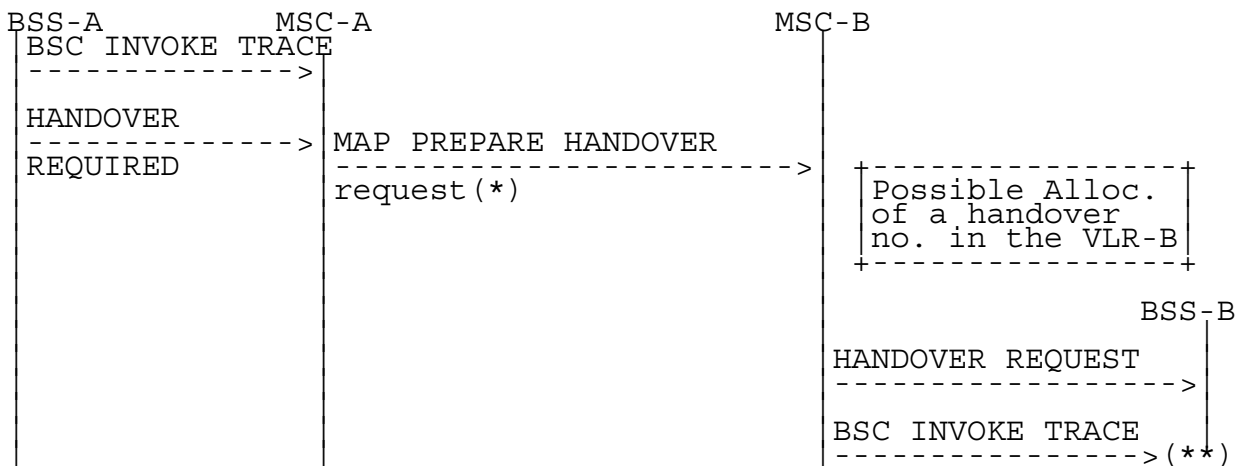 BSS-A MSC-A MSC-B
BSC INVOKE TRACE
HANDOVER
REQUIRED
MAP PREPARE HANDOVER
request(*)
Possible Alloc.
of a handover
no. in the VLR-B
BSS-B
HANDOVER REQUEST
BSC INVOKE TRACE
(**)